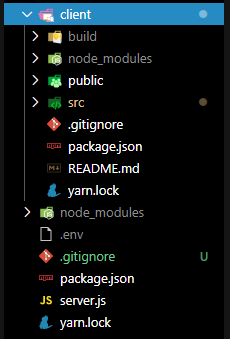 client
build
node_modules
public
src
.gitignore
package.json
README.md
yarn.lock
node_modules
.env
.gitignore U
package.json
JS server.js
yarn.lock